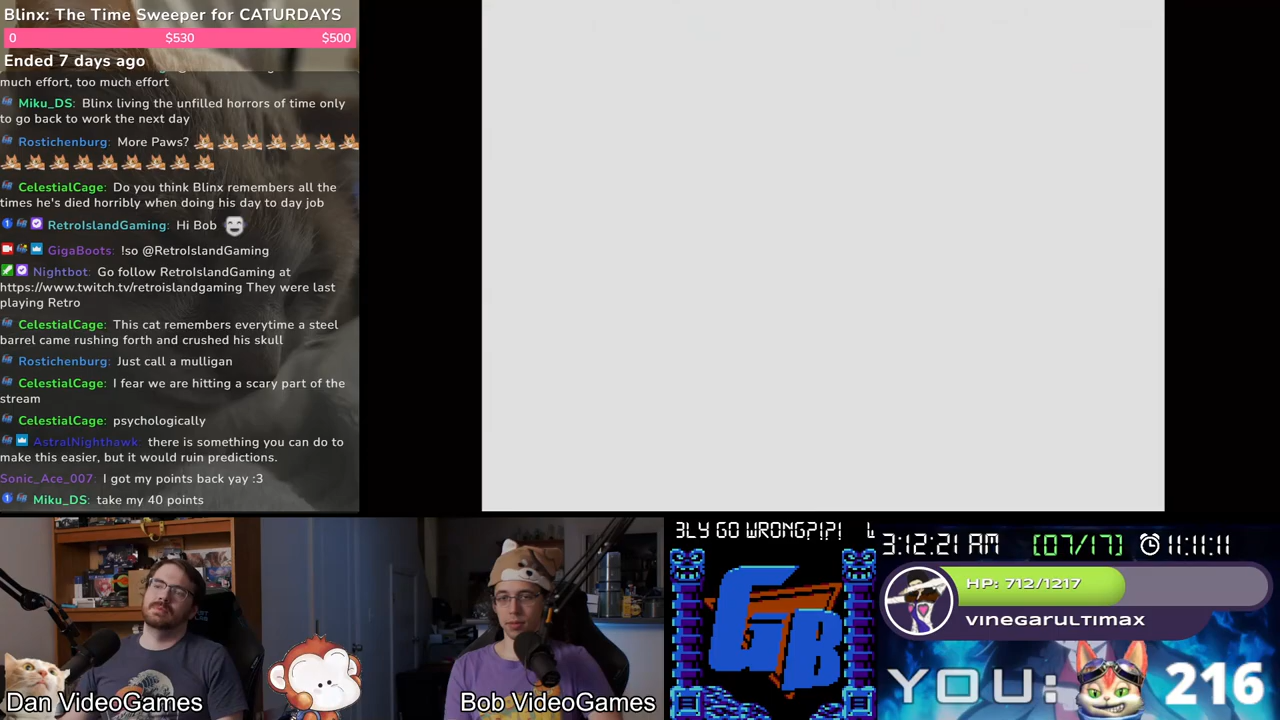 Blinx: The Time Sweeper for CATURDAYS
0 $530 $500
Ended 7 days ago
much effort, too much effort
Miku_DS: Blinx living the unfilled horrors of time only
to go back to work the next day
Rostichenburg: More Paws?
CelestialCage: Do you think Blinx remembers all the
times he's died horribly when doing his day to day job
RetroIslandGaming: Hi Bob
GigaBoots: !so @RetroIslandGaming
Nightbot: Go follow RetroIslandGaming at
https://www.twitch.tv/retroislandgaming They were last
playing Retro
CelestialCage: This cat remembers everytime a steel
barrel came rushing forth and crushed his skull
Rostichenburg: Just call a mulligan
CelestialCage: I fear we are hitting a scary part of the
stream
CelestialCage: psychologically
AstralNighthawk: there is something you can do to
make this easier, but it would ruin predictions.
Sonic_Ace_007: I got my points back yay :3
Miku_DS: take my 40 points
Dan VideoGames
Bob VideoGames
BLY GO WRONG?!?!
GB
3:12:21 AM [07/17] 11:11:11
HP: 712/1217
VINEGARULTIMAX
YOU: 216